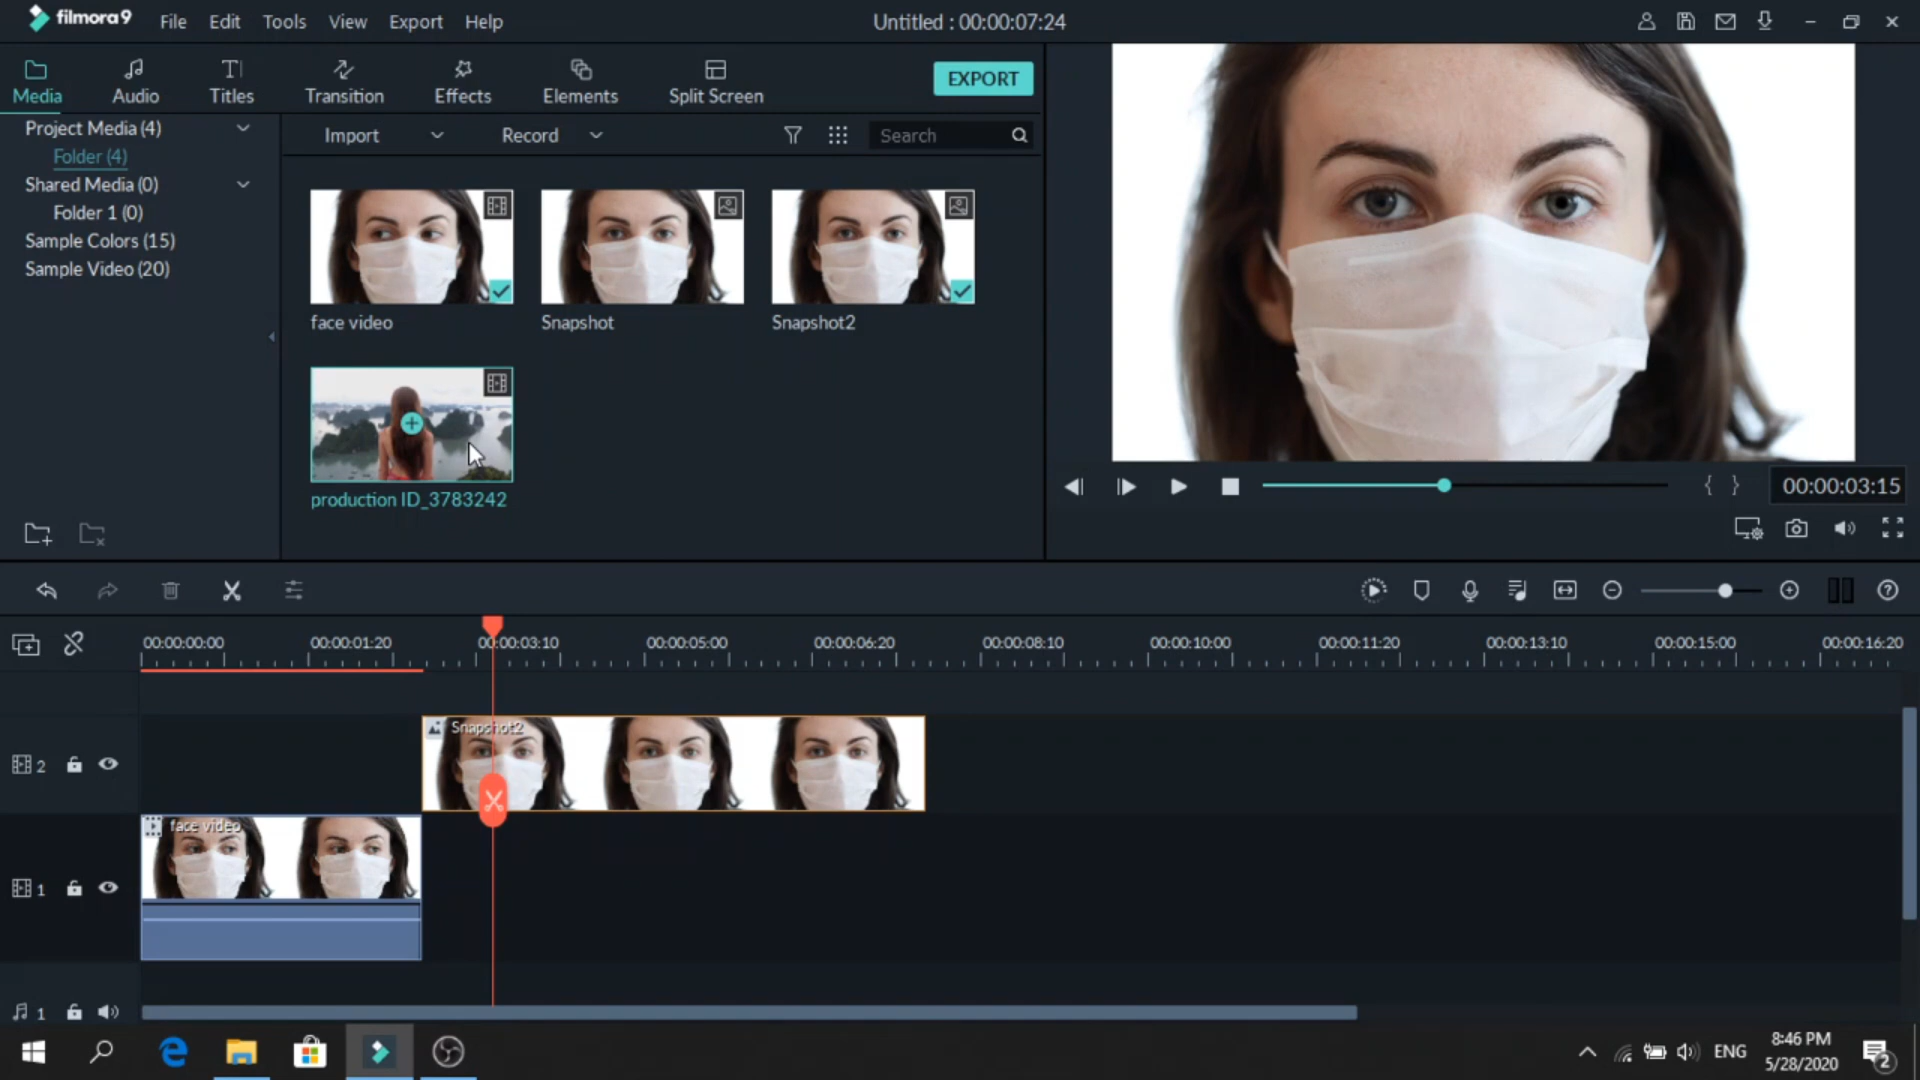 filmora9
File Edit Tools View Export Help
Untitled : 00:00:07:24
Media Audio Titles Transition Effects Elements Split Screen
EXPORT
Project Media (4)
Folder (4)
Shared Media (0)
Folder 1 (0)
Sample Colors (15)
Sample Video (20)
Import Record Search
face video Snapshot Snapshot2
production ID_3783242
00:00:03:15
00:00:00:00 00:00:01:20 00:00:03:10 00:00:05:00 00:00:06:20 00:00:08:10 00:00:10:00 00:00:11:20 00:00:13:10 00:00:15:00 00:00:16:20
Snapshot2
2
face video
1
1
ENG
8:46 PM
5/28/2020
2